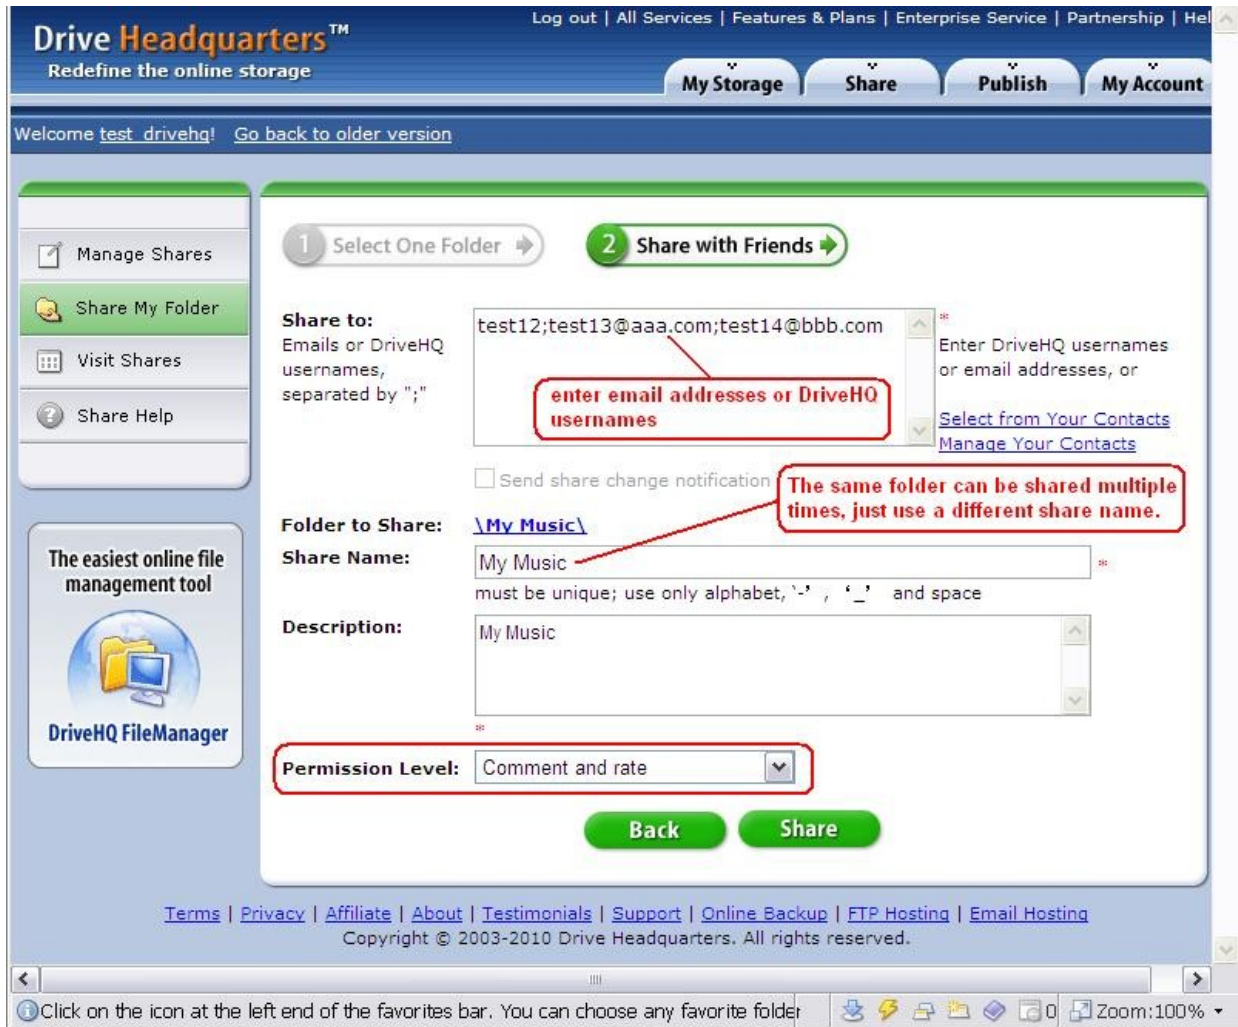 Log out | All Services | Features & Plans | Enterprise Service | Partnership |
Drive Headquarters™
Redefine the online storage
My Storage
Share
Publish
My Account
Welcome test_drivehq! Go back to older version
Manage Shares
Share My Folder
Visit Shares
Share Help
The easiest online file
management tool
DriveHQ FileManager
1 Select One Folder
2 Share with Friends
Share to:
Emails or DriveHQ
usernames,
separated by ";"
test12;test13@aaa.com;test14@bbb.com
enter email addresses or DriveHQ
usernames
*
Enter DriveHQ usernames
or email addresses, or
Select from Your Contacts
Manage Your Contacts
Send share change notification
The same folder can be shared multiple
times, just use a different share name.
Folder to Share: \My Music\
Share Name: My Music *
must be unique; use only alphabet, `-' , ‘_’ and space
Description: My Music
*
Permission Level: Comment and rate
Back
Share
Terms | Privacy | Affiliate | About | Testimonials | Support | Online Backup | FTP Hosting | Email Hosting
Copyright © 2003-2010 Drive Headquarters. All rights reserved.
Click on the icon at the left end of the favorites bar. You can choose any favorite folder
0
Zoom:100%